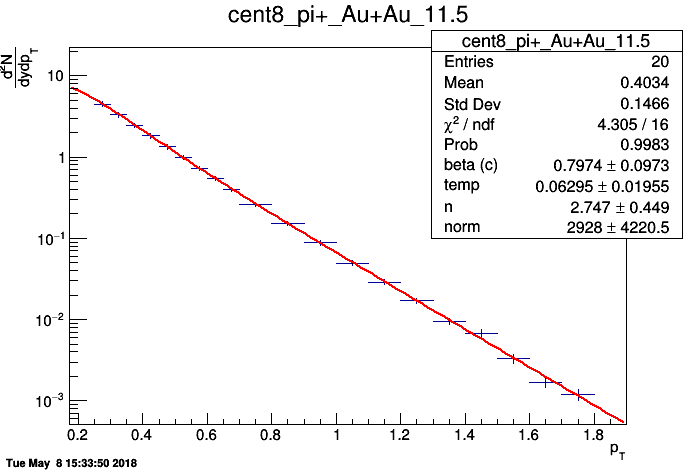 cent8_pi+_Au+Au_11.5
cent8_pi+_Au+Au_11.5
Entries 20
Mean 0.4034
Std Dev 0.1466
χ² / ndf 4.305 / 16
Prob 0.9983
beta (c) 0.7974 ± 0.0973
temp 0.06295 ± 0.01955
n 2.747 ± 0.449
norm 2928 ± 4220.5
d²N
dydp_T
10
1
10⁻¹
10⁻²
10⁻³
0.2 0.4 0.6 0.8 1 1.2 1.4 1.6 1.8
p_T
Tue May 8 15:33:50 2018